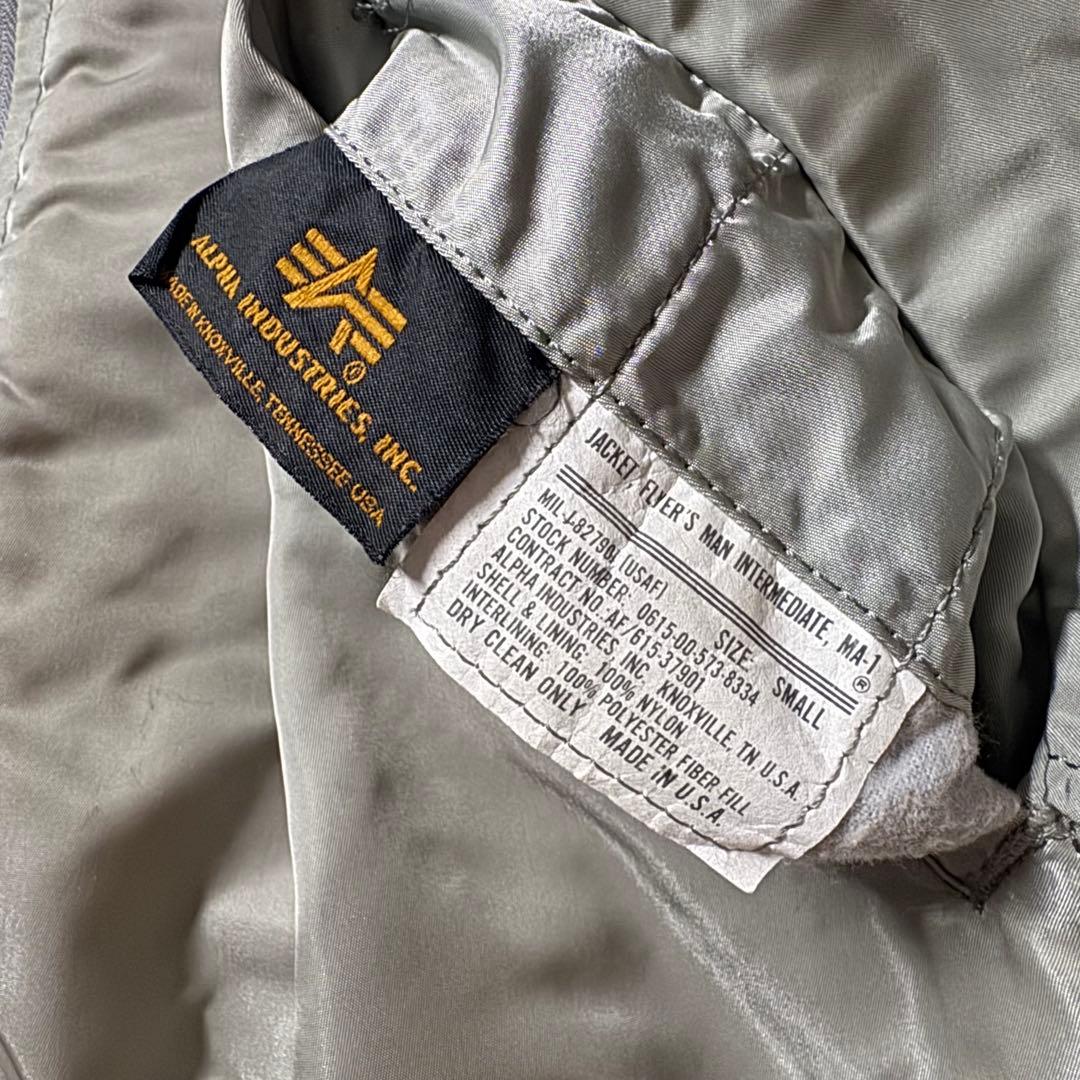 ALPHA INDUSTRIES, INC.
MADE IN KNOXVILLE, TENNESSEE USA
JACKET, FLYER'S MAN INTERMEDIATE, MA-1
®
SIZE. SMALL
MIL-J-82790J (USAF)
STOCK NUMBER. 0615-00-573-8334
CONTRACT NO. AF/615-37901
ALPHA INDUSTRIES INC. KNOXVILLE, TN. U.S.A.
SHELL & LINING. 100% NYLON
INTERLINING. 100% POLYESTER FIBER FILL
DRY CLEAN ONLY
MADE IN U.S.A.